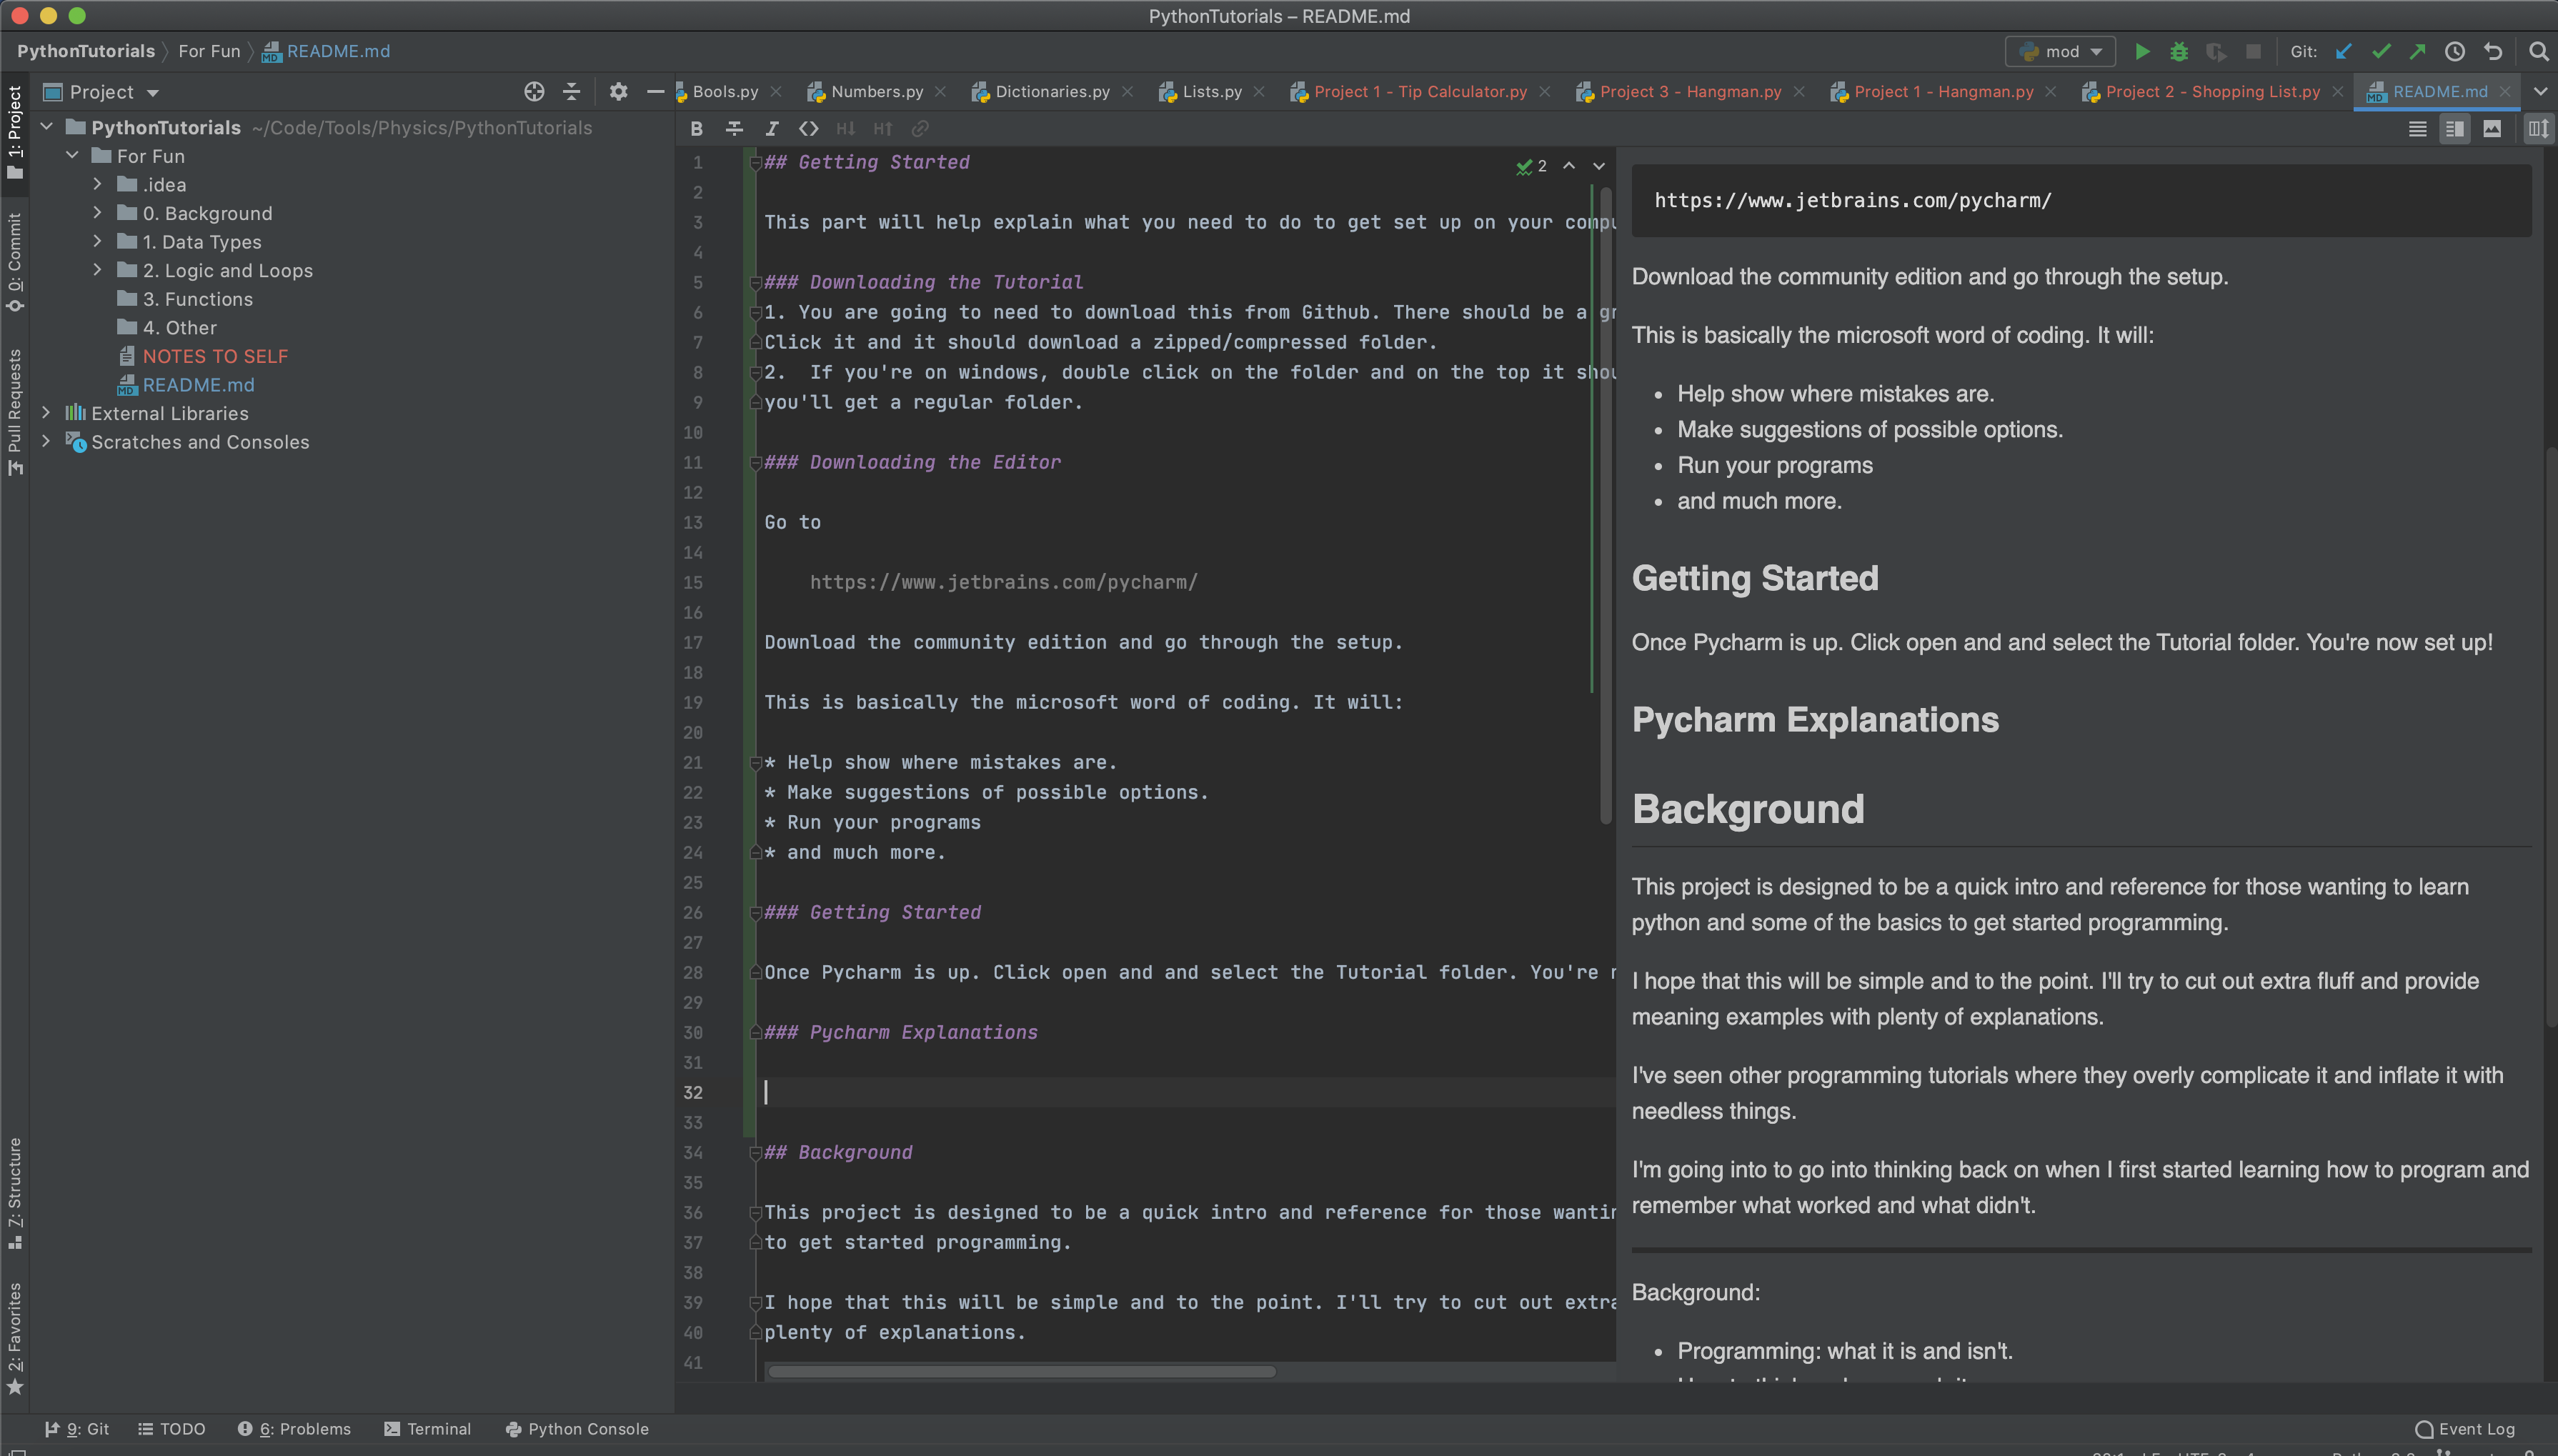 PythonTutorials – README.md
PythonTutorials
For Fun
README.md
mod
Git:
1: Project
0: Commit
Pull Requests
7: Structure
2: Favorites
Project
PythonTutorials ~/Code/Tools/Physics/PythonTutorials
For Fun
.idea
0. Background
1. Data Types
2. Logic and Loops
3. Functions
4. Other
NOTES TO SELF
README.md
External Libraries
Scratches and Consoles
Bools.py
Numbers.py
Dictionaries.py
Lists.py
Project 1 - Tip Calculator.py
Project 3 - Hangman.py
Project 1 - Hangman.py
Project 2 - Shopping List.py
README.md
B
I
H↓
H↑
2
1 ## Getting Started
2
3 This part will help explain what you need to do to get set up on your compu
4
5 ### Downloading the Tutorial
6 1. You are going to need to download this from Github. There should be a gr
7 Click it and it should download a zipped/compressed folder.
8 2.  If you're on windows, double click on the folder and on the top it shou
9 you'll get a regular folder.
10
11 ### Downloading the Editor
12
13 Go to
14
15     https://www.jetbrains.com/pycharm/
16
17 Download the community edition and go through the setup.
18
19 This is basically the microsoft word of coding. It will:
20
21 * Help show where mistakes are.
22 * Make suggestions of possible options.
23 * Run your programs
24 * and much more.
25
26 ### Getting Started
27
28 Once Pycharm is up. Click open and and select the Tutorial folder. You're n
29
30 ### Pycharm Explanations
31
32
33
34 ## Background
35
36 This project is designed to be a quick intro and reference for those wantin
37 to get started programming.
38
39 I hope that this will be simple and to the point. I'll try to cut out extra
40 plenty of explanations.
41
https://www.jetbrains.com/pycharm/
Download the community edition and go through the setup.
This is basically the microsoft word of coding. It will:
• Help show where mistakes are.
• Make suggestions of possible options.
• Run your programs
• and much more.
Getting Started
Once Pycharm is up. Click open and and select the Tutorial folder. You're now set up!
Pycharm Explanations
Background
This project is designed to be a quick intro and reference for those wanting to learn
python and some of the basics to get started programming.
I hope that this will be simple and to the point. I'll try to cut out extra fluff and provide
meaning examples with plenty of explanations.
I've seen other programming tutorials where they overly complicate it and inflate it with
needless things.
I'm going into to go into thinking back on when I first started learning how to program and
remember what worked and what didn't.
Background:
• Programming: what it is and isn't.
9: Git
TODO
6: Problems
Terminal
Python Console
Event Log